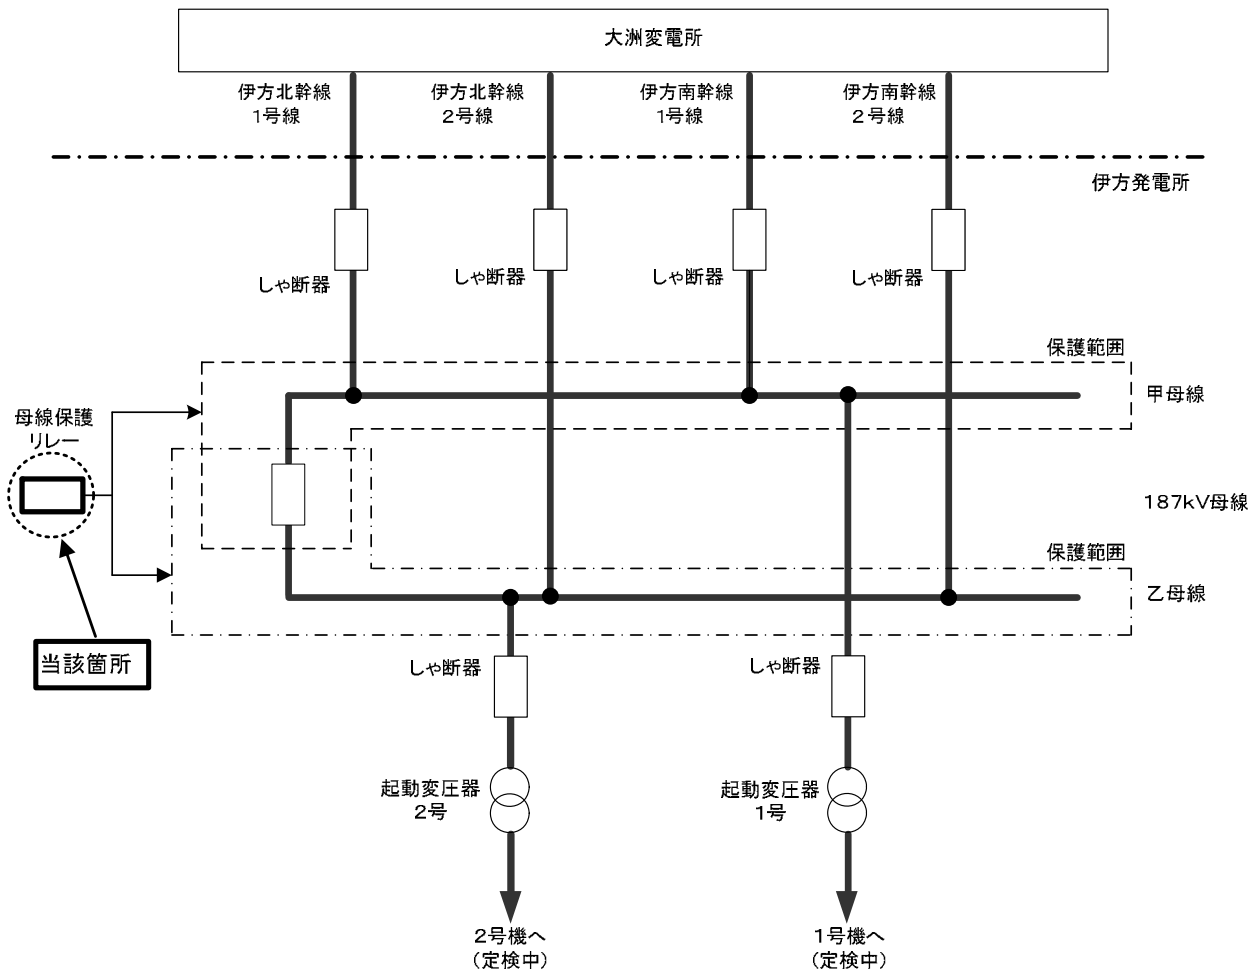 大洲変電所
伊方北幹線
1号線
伊方北幹線
2号線
伊方南幹線
1号線
伊方南幹線
2号線
伊方発電所
しゃ断器
しゃ断器
しゃ断器
しゃ断器
保護範囲
甲母線
母線保護
リレー
187kV母線
保護範囲
乙母線
当該箇所
しゃ断器
しゃ断器
起動変圧器
2号
起動変圧器
1号
2号機へ
(定検中)
1号機へ
(定検中)